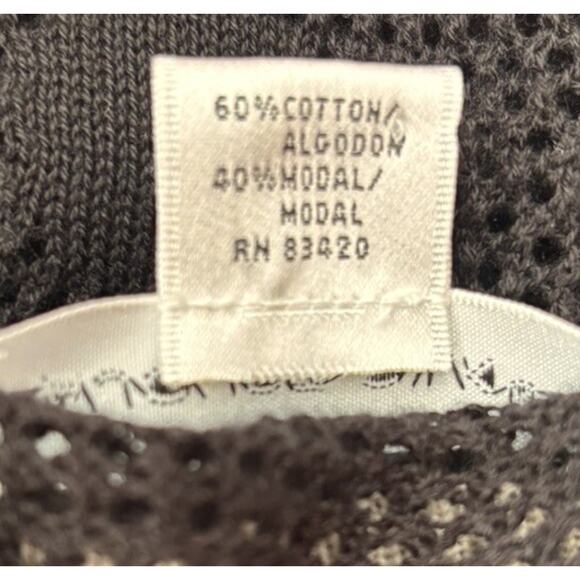 60% COTTON/
ALGODON
40% MODAL/
MODAL
RN 83420